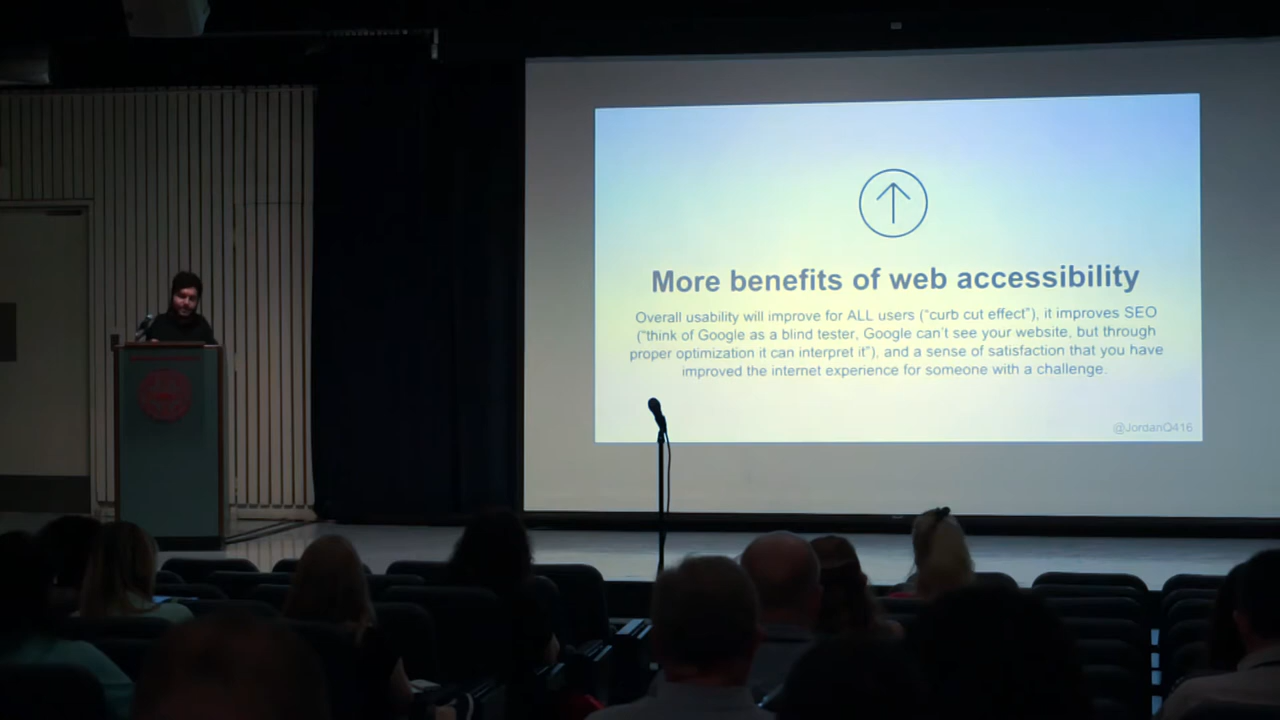 More benefits of web accessibility
Overall usability will improve for ALL users (“curb cut effect”), it improves SEO
(“think of Google as a blind tester, Google can’t see your website, but through
proper optimization it can interpret it”), and a sense of satisfaction that you have
improved the internet experience for someone with a challenge.
@JordanQ416